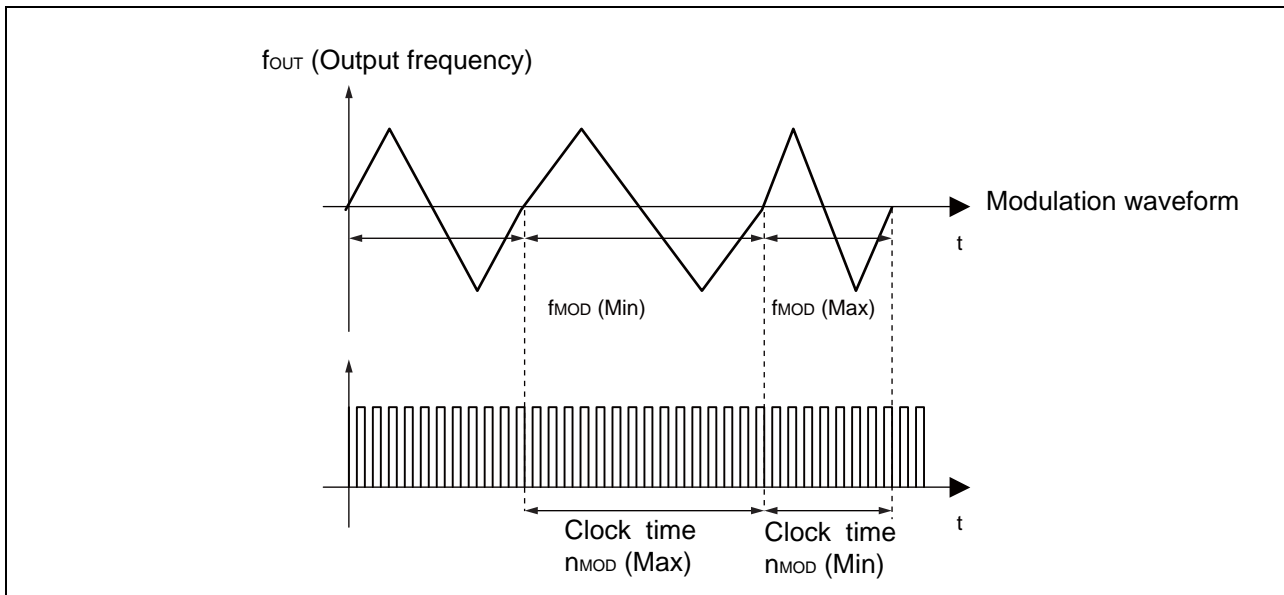 fOUT (Output frequency)
Modulation waveform
t
fMOD (Min)
fMOD (Max)
t
Clock time
nMOD (Max)
Clock time
nMOD (Min)